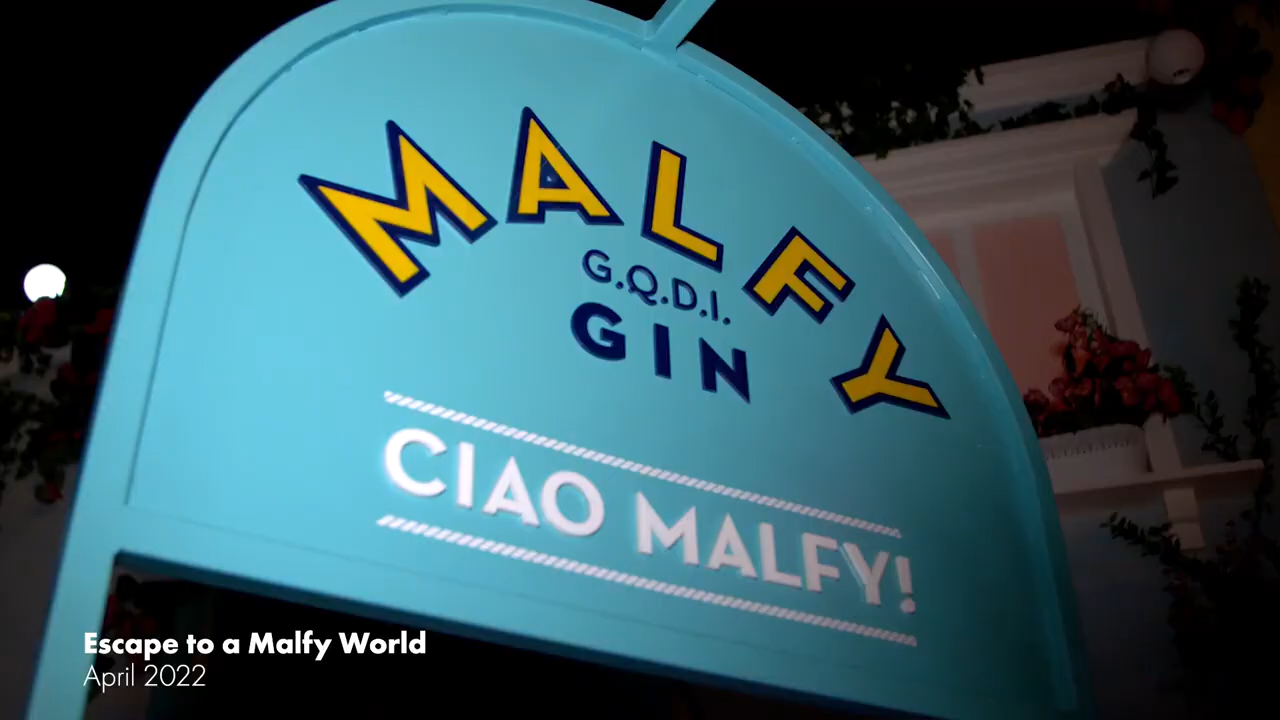 MALFY
G.Q.D.I.
GIN
CIAO MALFY!
Escape to a Malfy World
April 2022